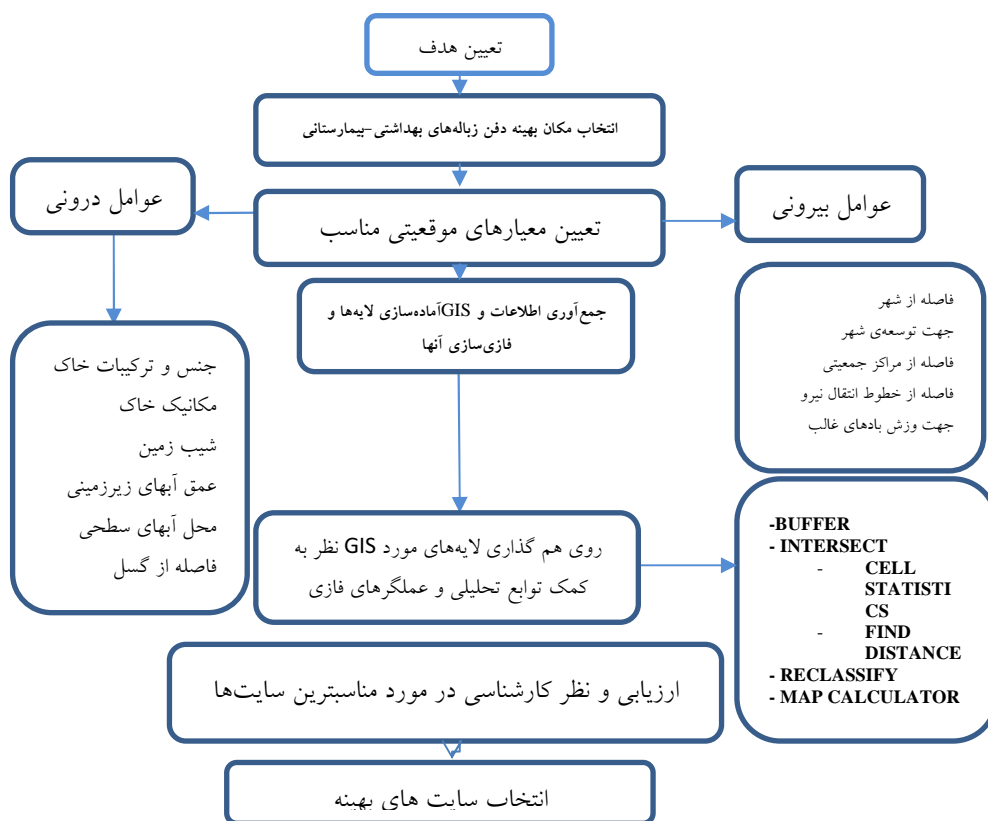 تعیین هدف
انتخاب مکان بهینه دفن زباله‌های بهداشتی–بیمارستانی
عوامل درونی
عوامل بیرونی
تعیین معیارهای موقعیتی مناسب
جمع‌آوری اطلاعات و GISآماده‌سازی لایه‌ها و
فازی‌سازی آنها
فاصله از شهر
جهت توسعه‌ی شهر
فاصله از مراکز جمعیتی
فاصله از خطوط انتقال نیرو
جهت وزش بادهای غالب
جنس و ترکیبات خاک
مکانیک خاک
شیب زمین
عمق آبهای زیرزمینی
محل آبهای سطحی
فاصله از گسل
روی هم گذاری لایه‌های مورد GIS نظر به
کمک توابع تحلیلی و عملگرهای فازی
-BUFFER
- INTERSECT
- CELL
STATISTI
CS
- FIND
DISTANCE
- RECLASSIFY
- MAP CALCULATOR
ارزیابی و نظر کارشناسی در مورد مناسبترین سایت‌ها
انتخاب سایت های بهینه